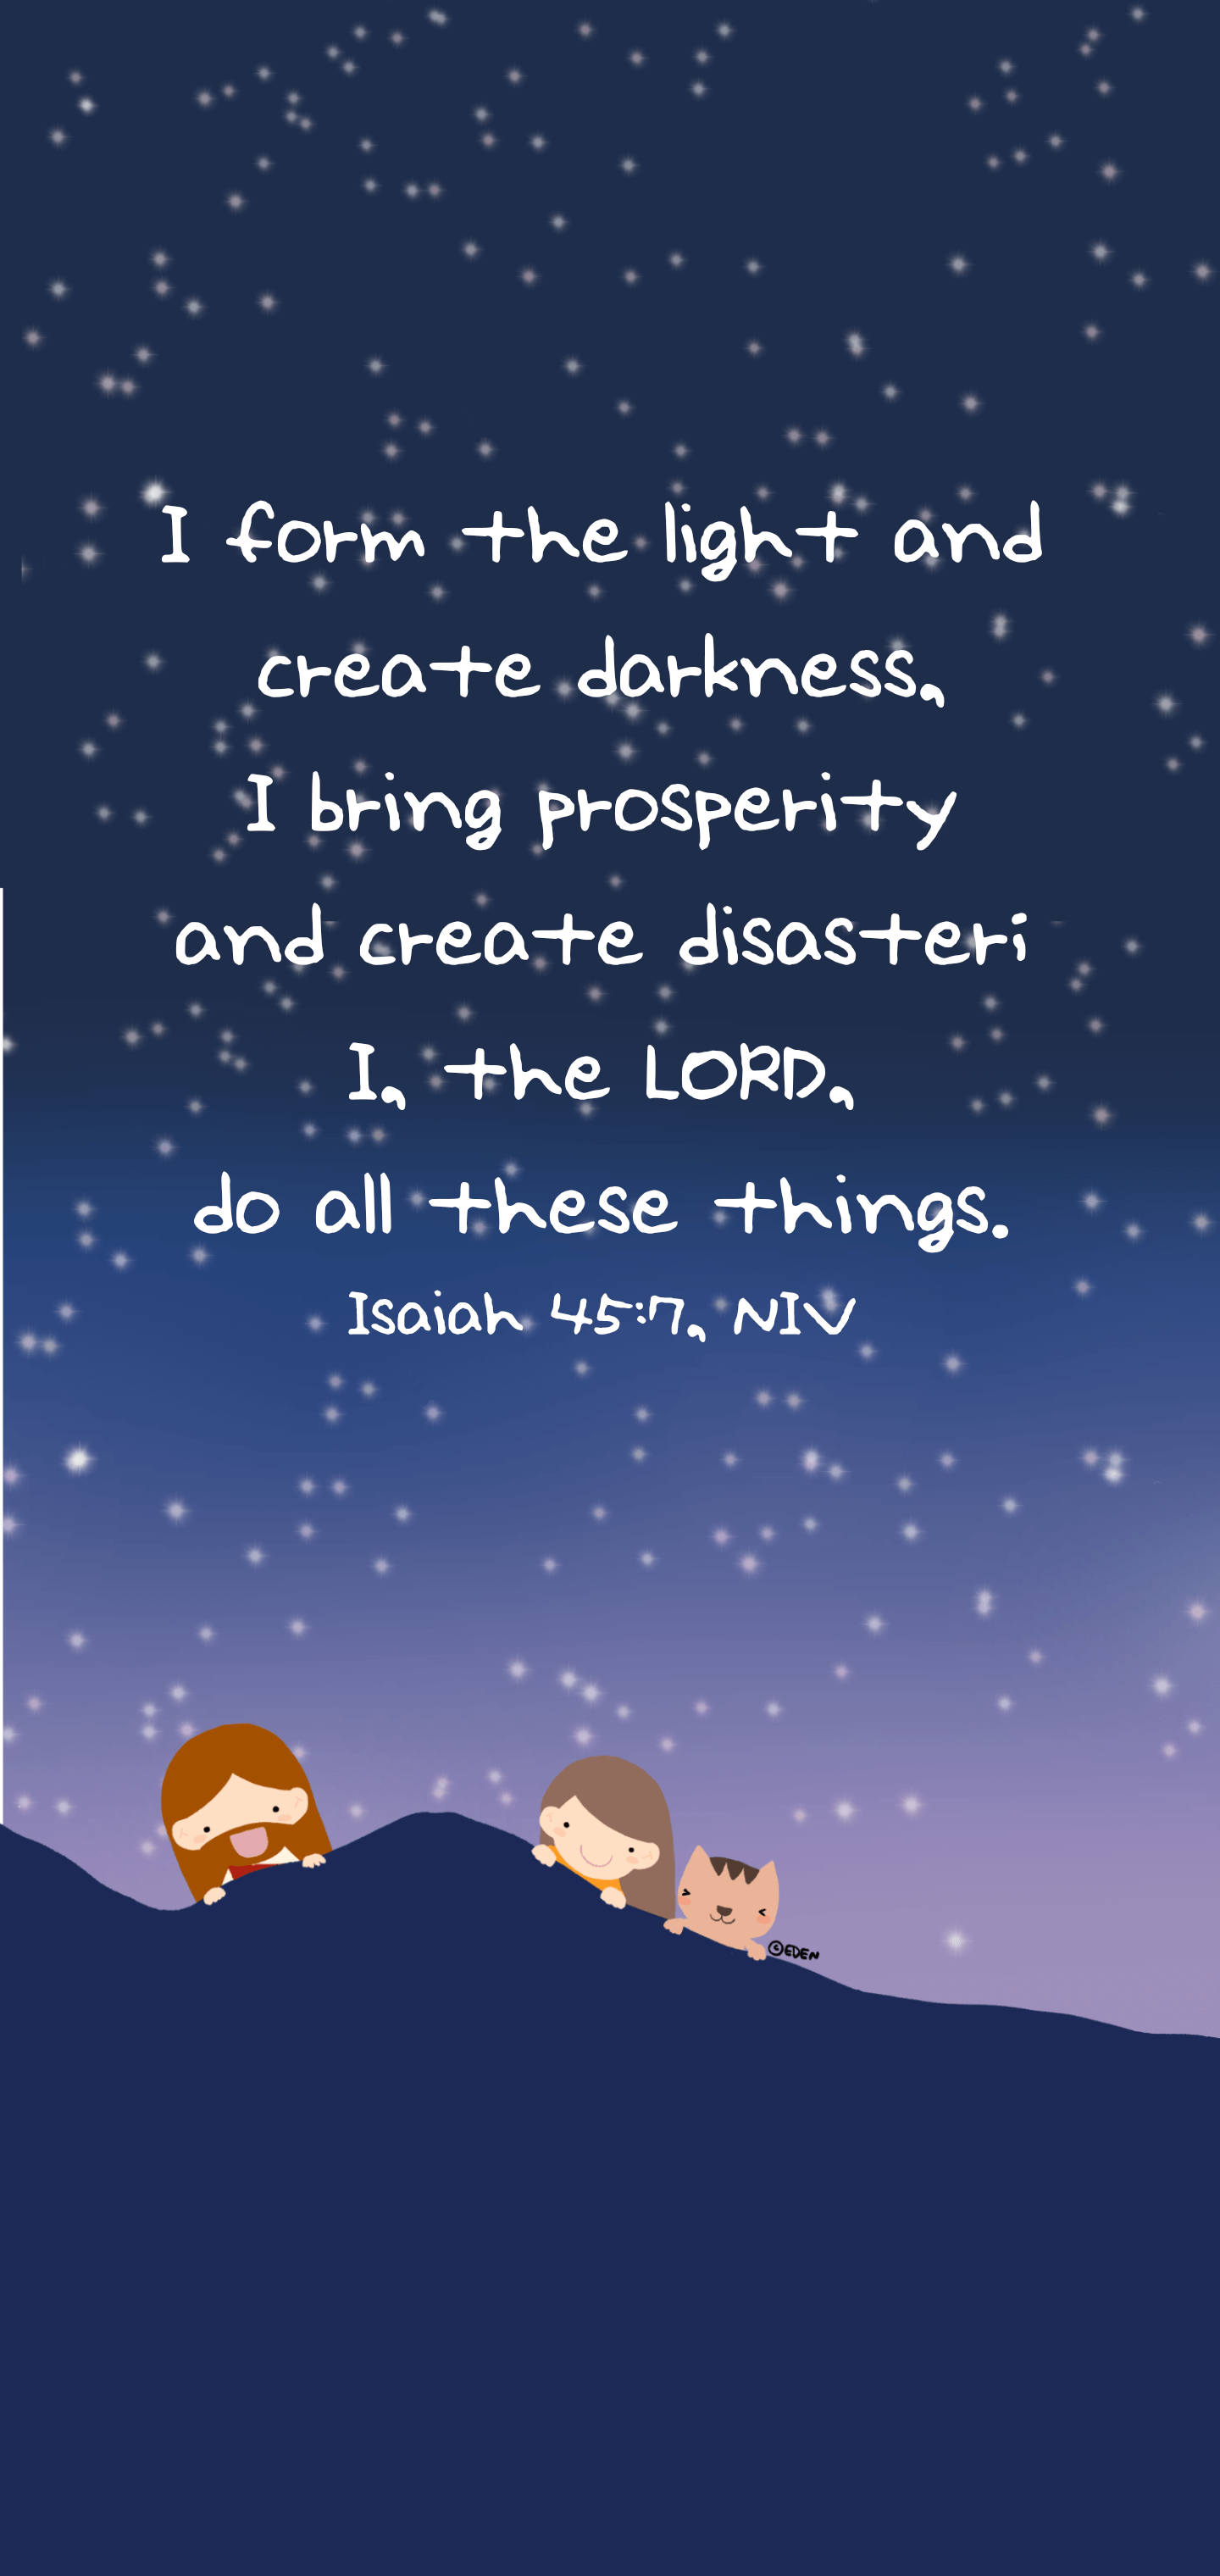 I form the light and
create darkness,
I bring prosperity
and create disasteri
I, the LORD,
do all these things.
Isaiah 45:7, NIV
©EDEN